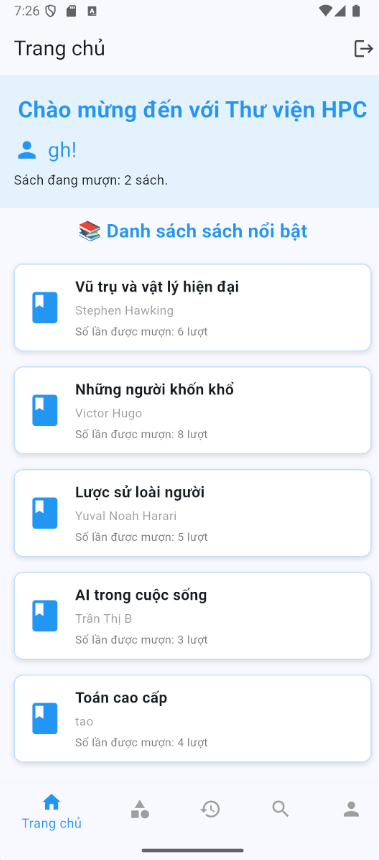 7:26
Trang chủ
Chào mừng đến với Thư viện HPC
gh!
Sách đang mượn: 2 sách.
📚 Danh sách sách nổi bật
Vũ trụ và vật lý hiện đại
Stephen Hawking
Số lần được mượn: 6 lượt
Những người khốn khổ
Victor Hugo
Số lần được mượn: 8 lượt
Lược sử loài người
Yuval Noah Harari
Số lần được mượn: 5 lượt
AI trong cuộc sống
Trần Thị B
Số lần được mượn: 3 lượt
Toán cao cấp
tao
Số lần được mượn: 4 lượt
Trang chủ